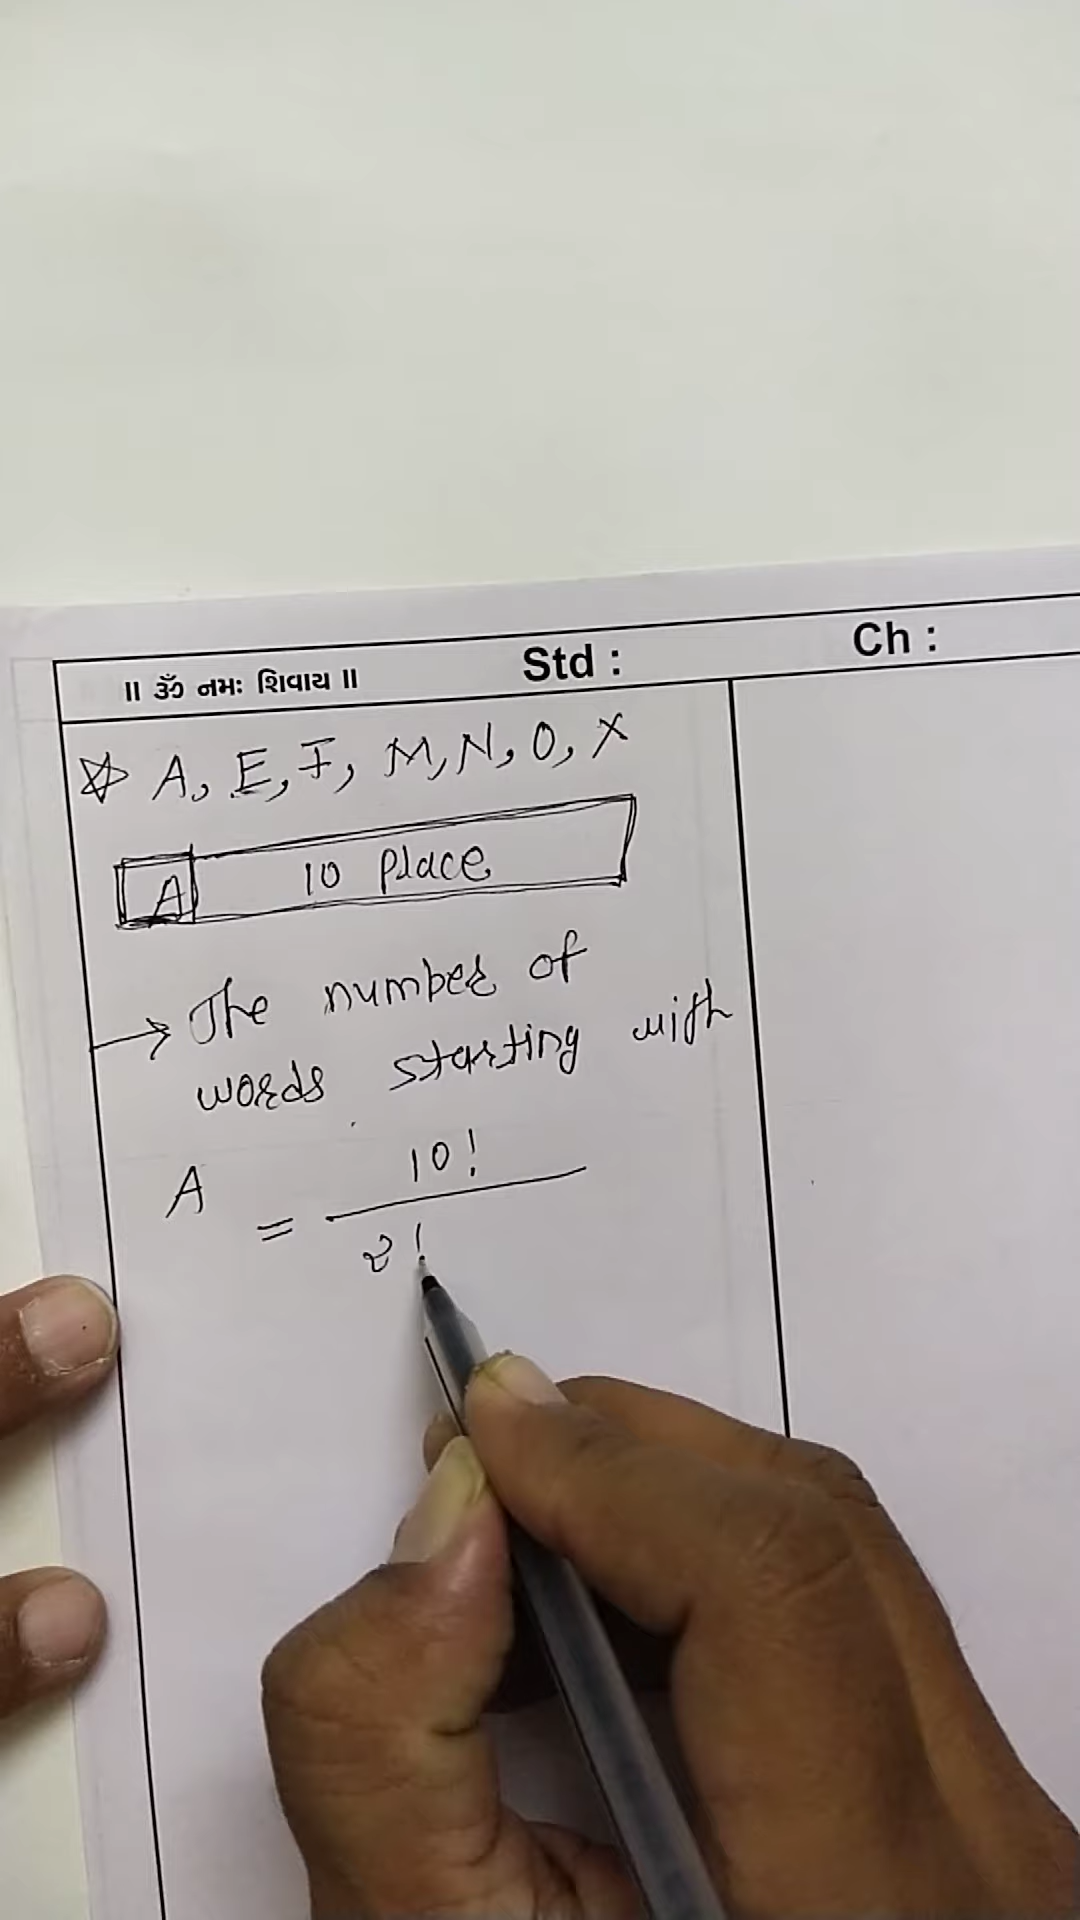 ॥ ૐ નમઃ શિવાય ॥ Std : Ch :
☆ A, E, I, M, N, O, X
A 10 Place
→ The number of
words starting with
A = 10!
2!